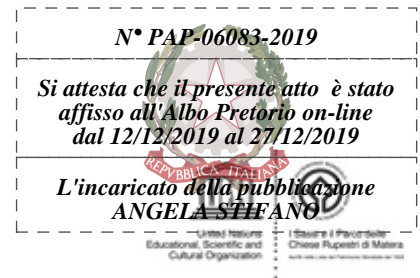 N° PAP-06083-2019
Si attesta che il presente atto è stato
affisso all'Albo Pretorio on-line
dal 12/12/2019 al 27/12/2019
REPVBBLICA ITALIANA
L'incaricato della pubblicazione
ANGELA STIFANO
United Nations
Educational, Scientific and
Cultural Organization
I Sassi e il Parco delle
Chiese Rupestri di Matera